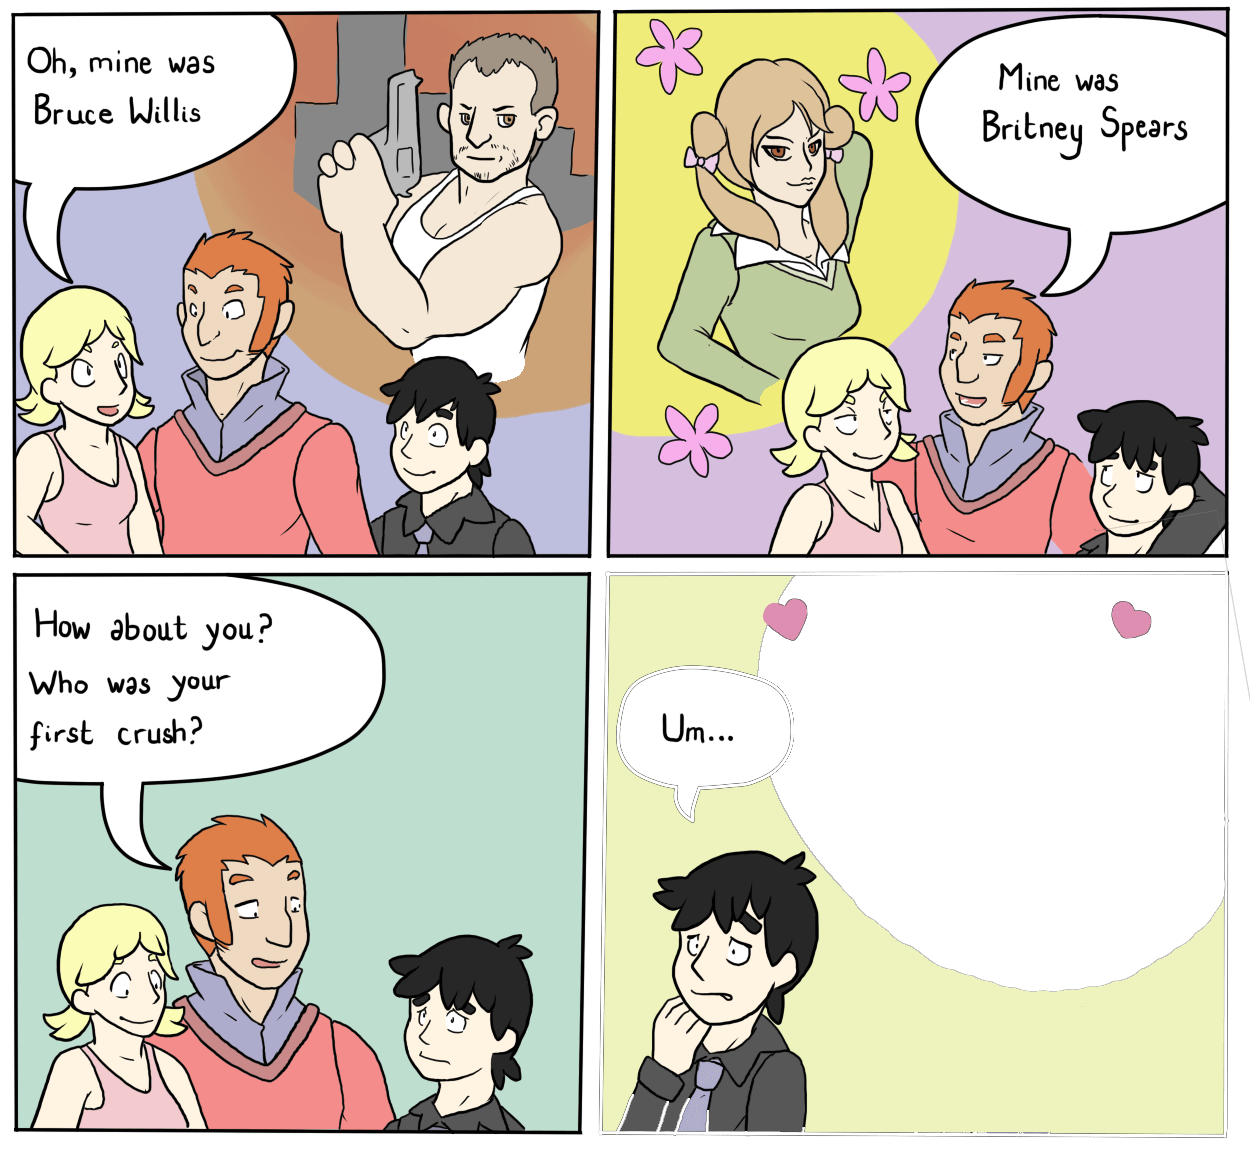 Oh, mine was
Bruce Willis
Mine was
Britney Spears
How about you?
Who was your
first crush?
Um...